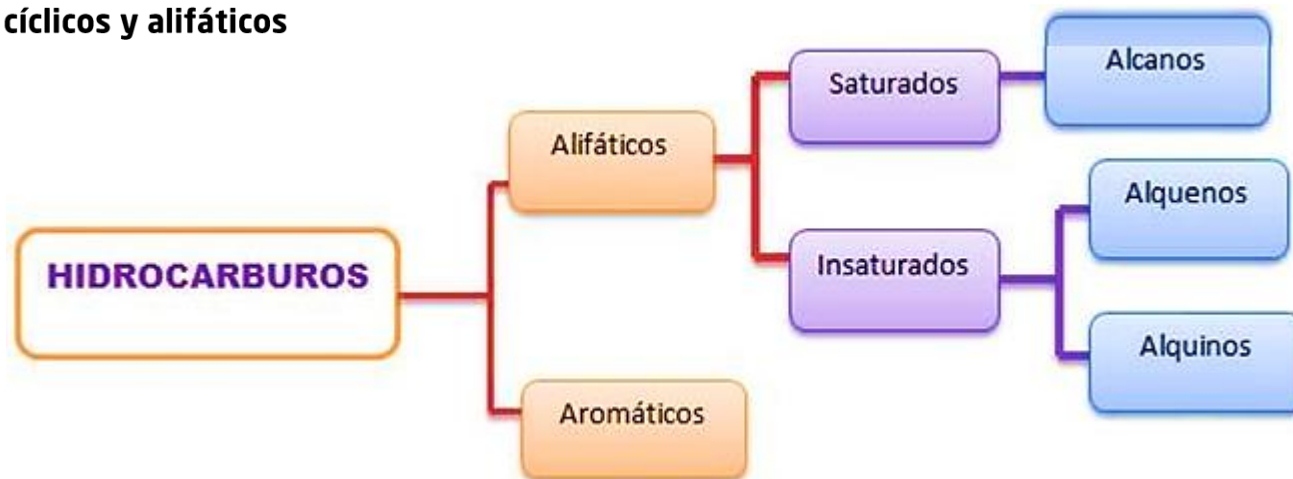 cíclicos y alifáticos
HIDROCARBUROS
Alifáticos
Aromáticos
Saturados
Insaturados
Alcanos
Alquenos
Alquinos